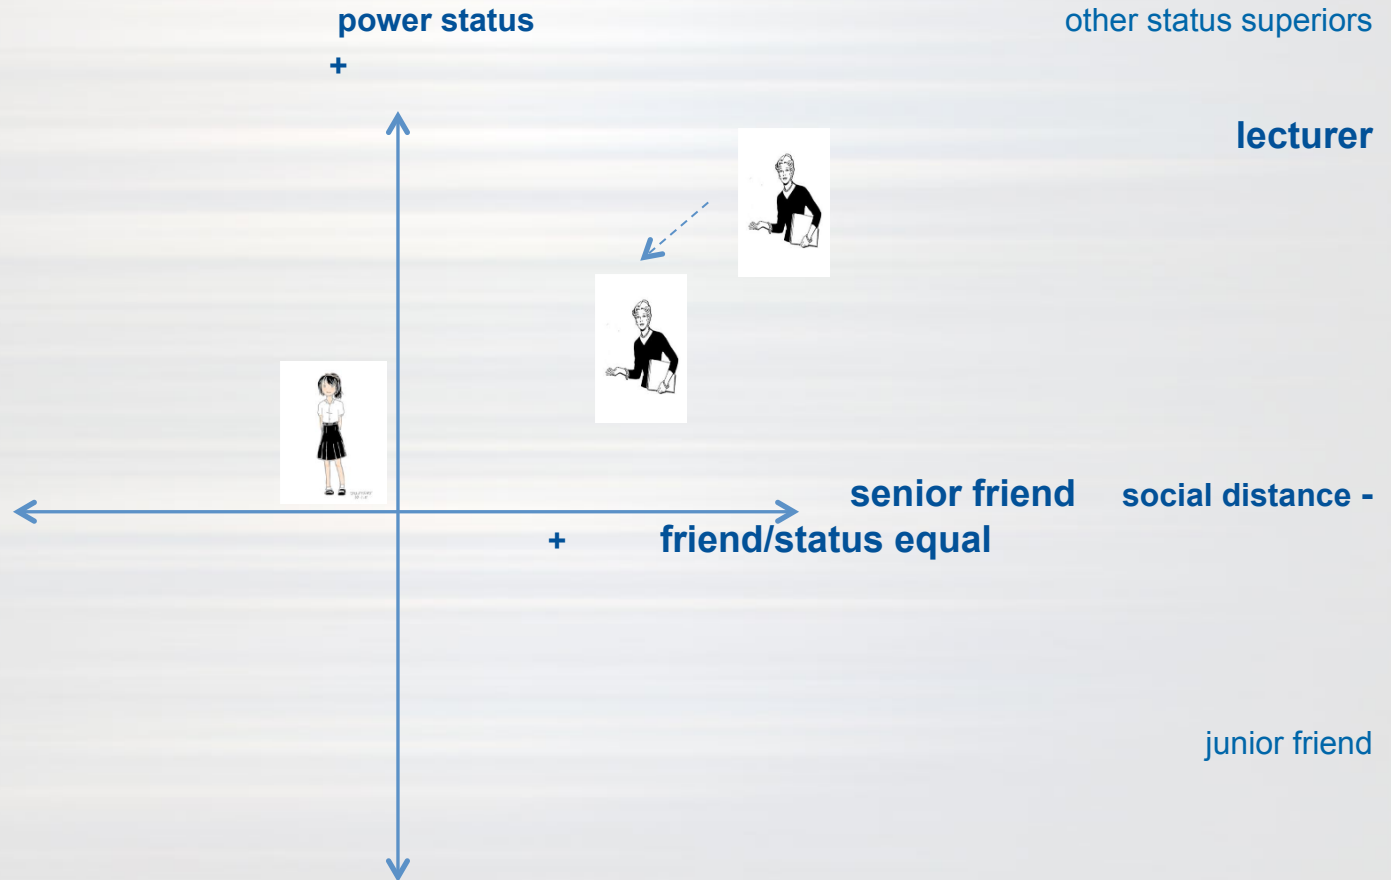 power status
other status superiors
+
lecturer
senior friend
social distance -
+
friend/status equal
junior friend